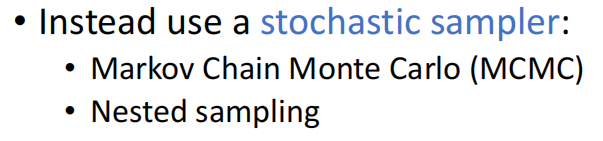 • Instead use a stochastic sampler:
• Markov Chain Monte Carlo (MCMC)
• Nested sampling